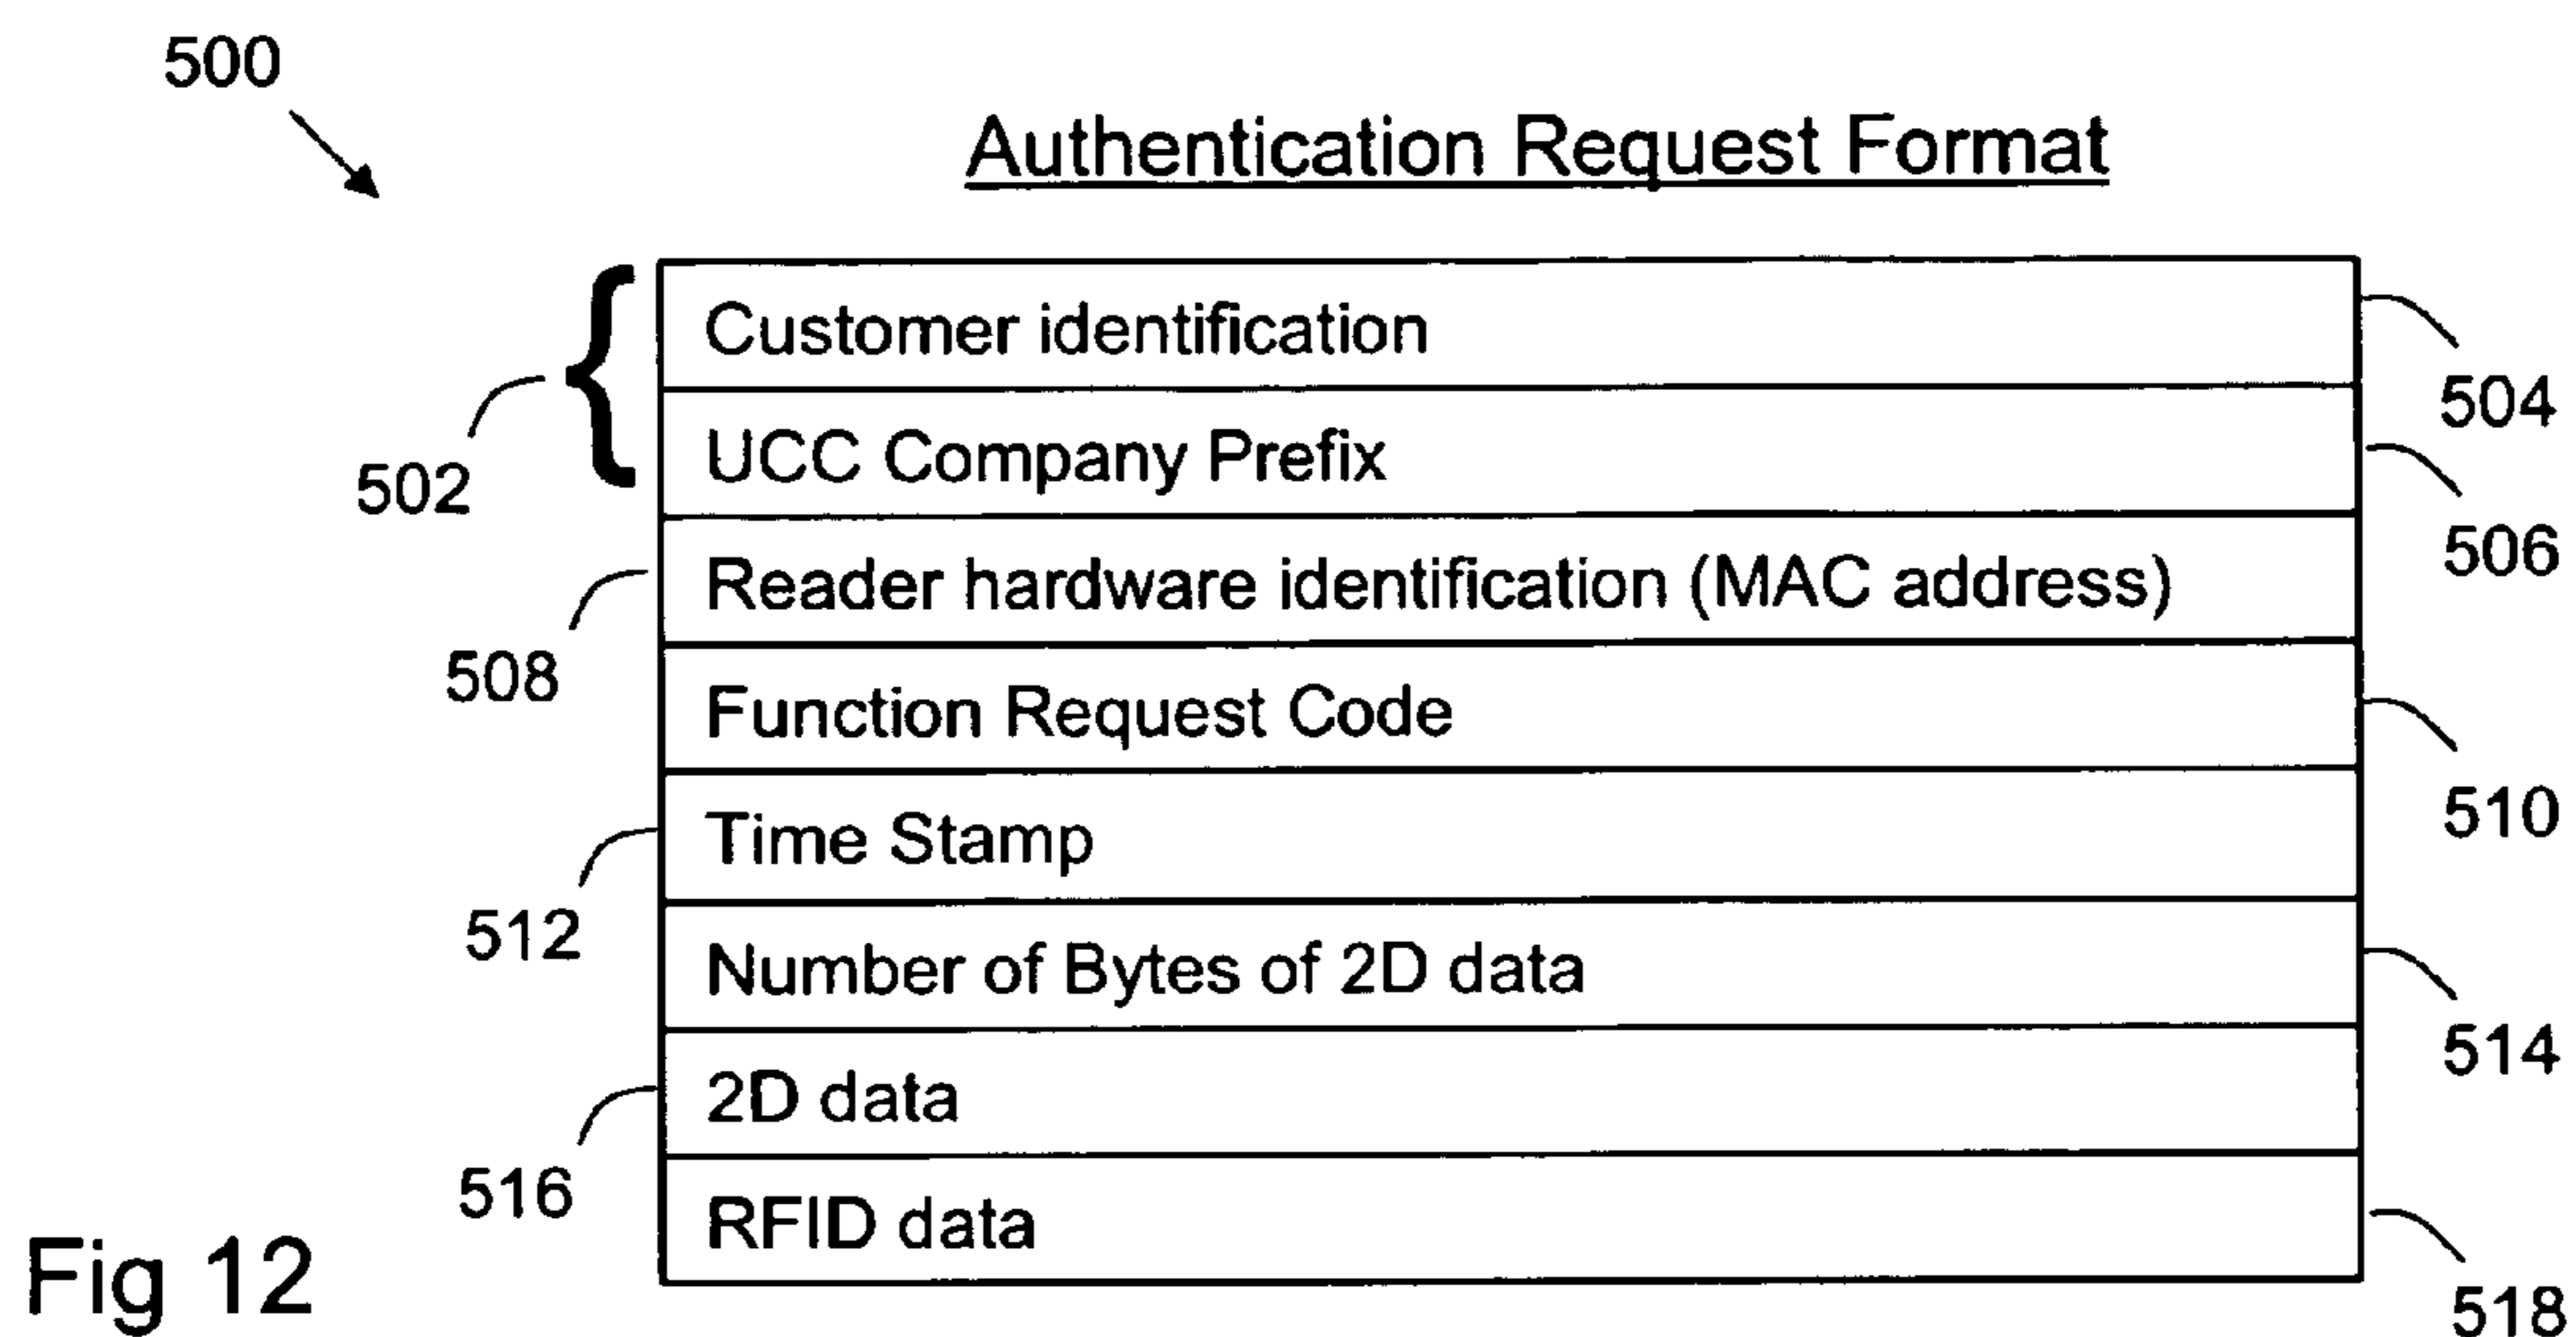 500
Authentication Request Format
Customer identification
504
UCC Company Prefix
502
506
Reader hardware identification (MAC address)
508
Function Request Code
510
Time Stamp
512
Number of Bytes of 2D data
514
2D data
516
RFID data
518
Fig 12